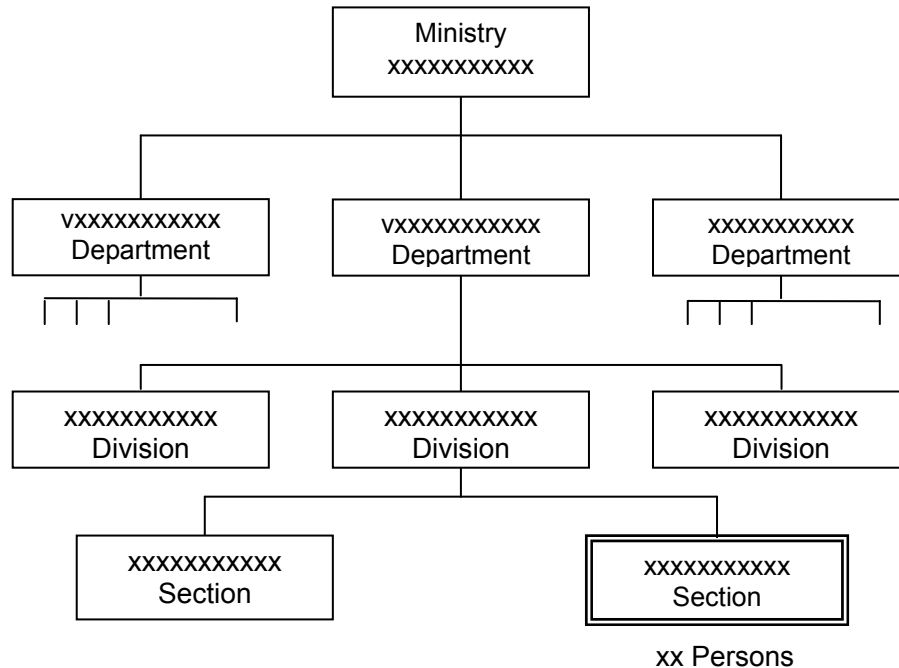 Ministry
xxxxxxxxxxx
vxxxxxxxxxxx
Department
vxxxxxxxxxxx
Department
xxxxxxxxxxx
Department
xxxxxxxxxxx
Division
xxxxxxxxxxx
Division
xxxxxxxxxxx
Division
xxxxxxxxxxx
Section
xxxxxxxxxxx
Section
xx Persons